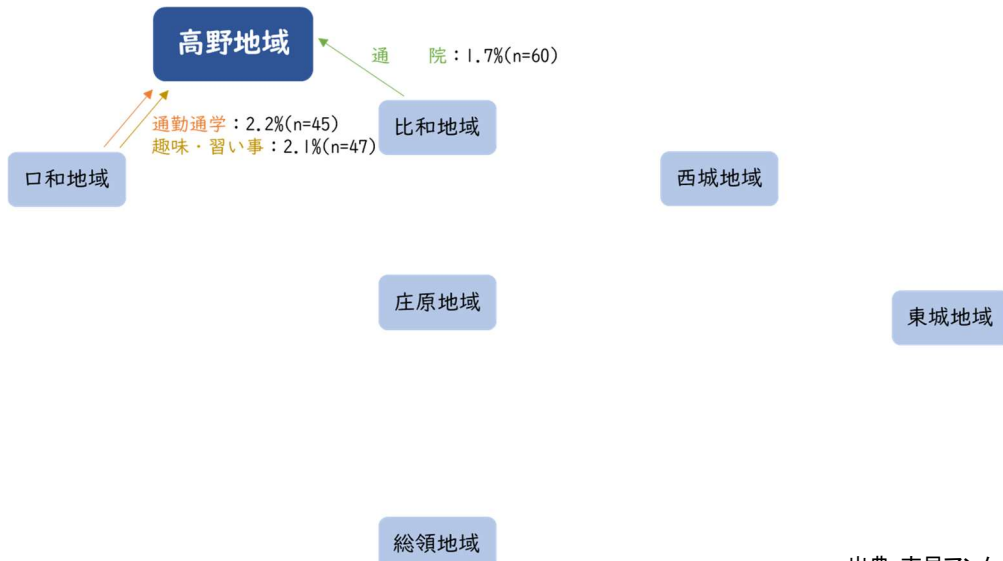 高野地域
通　院：1.7%(n=60)
通勤通学：2.2%(n=45)
趣味・習い事：2.1%(n=47)
比和地域
口和地域
西城地域
庄原地域
東城地域
総領地域